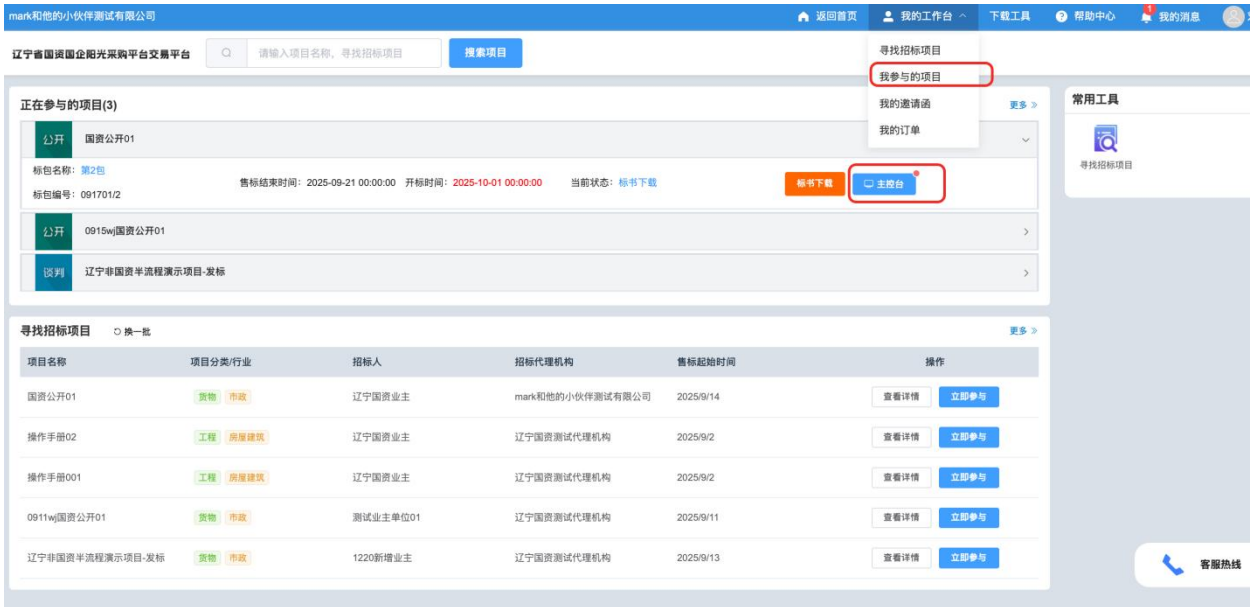 mark和他的小伙伴测试有限公司 返回首页 我的工作台 下载工具 帮助中心 1 我的消息
辽宁省国资国企阳光采购平台交易平台 请输入项目名称，寻找招标项目 搜索项目
寻找招标项目
我参与的项目
我的邀请函
我的订单
正在参与的项目(3) 更多
公开 国资公开01
标包名称：第2包
标包编号：091701/2
售标结束时间：2025-09-21 00:00:00 开标时间：2025-10-01 00:00:00 当前状态：标书下载 标书下载 主控台
公开 0915wj国资公开01
谈判 辽宁非国资半流程演示项目-发标
常用工具
寻找招标项目
寻找招标项目 换一批 更多
项目名称 项目分类/行业 招标人 招标代理机构 售标起始时间 操作
国资公开01 货物 市政 辽宁国资业主 mark和他的小伙伴测试有限公司 2025/9/14 查看详情 立即参与
操作手册02 工程 房屋建筑 辽宁国资业主 辽宁国资测试代理机构 2025/9/2 查看详情 立即参与
操作手册001 工程 房屋建筑 辽宁国资业主 辽宁国资测试代理机构 2025/9/2 查看详情 立即参与
0911wj国资公开01 货物 市政 测试业主单位01 辽宁国资测试代理机构 2025/9/11 查看详情 立即参与
辽宁非国资半流程演示项目-发标 货物 市政 1220新增业主 辽宁国资测试代理机构 2025/9/13 查看详情 立即参与
客服热线